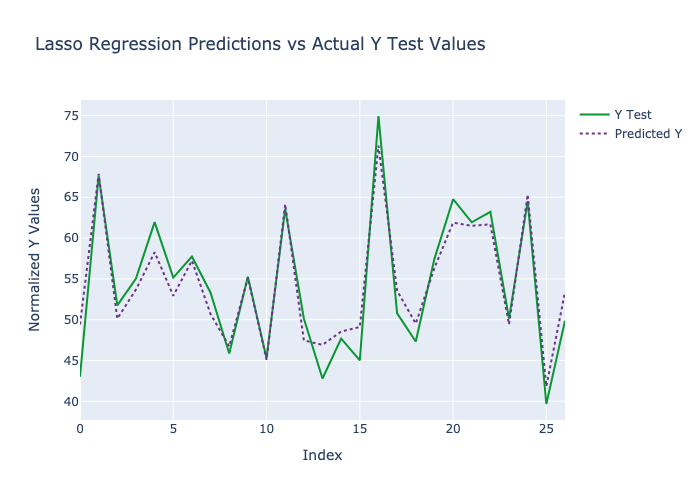 Lasso Regression Predictions vs Actual Y Test Values
Y Test
Predicted Y
Normalized Y Values
75
70
65
60
55
50
45
40
0
5
10
15
20
25
Index